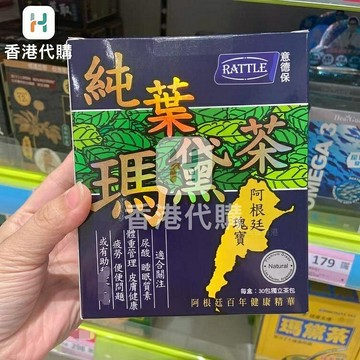 香港代購
RATTLE
意德保
純葉
瑪黛茶
香港代購
阿根廷
瑰寶
Natural
適合關注
尿酸 睡眠質素
體重管理 皮膚健康
疲勞 便便問題
或有助
每盒：30包獨立茶包
阿根廷百年健康精華
OMEGA 3
179
瑪黛茶